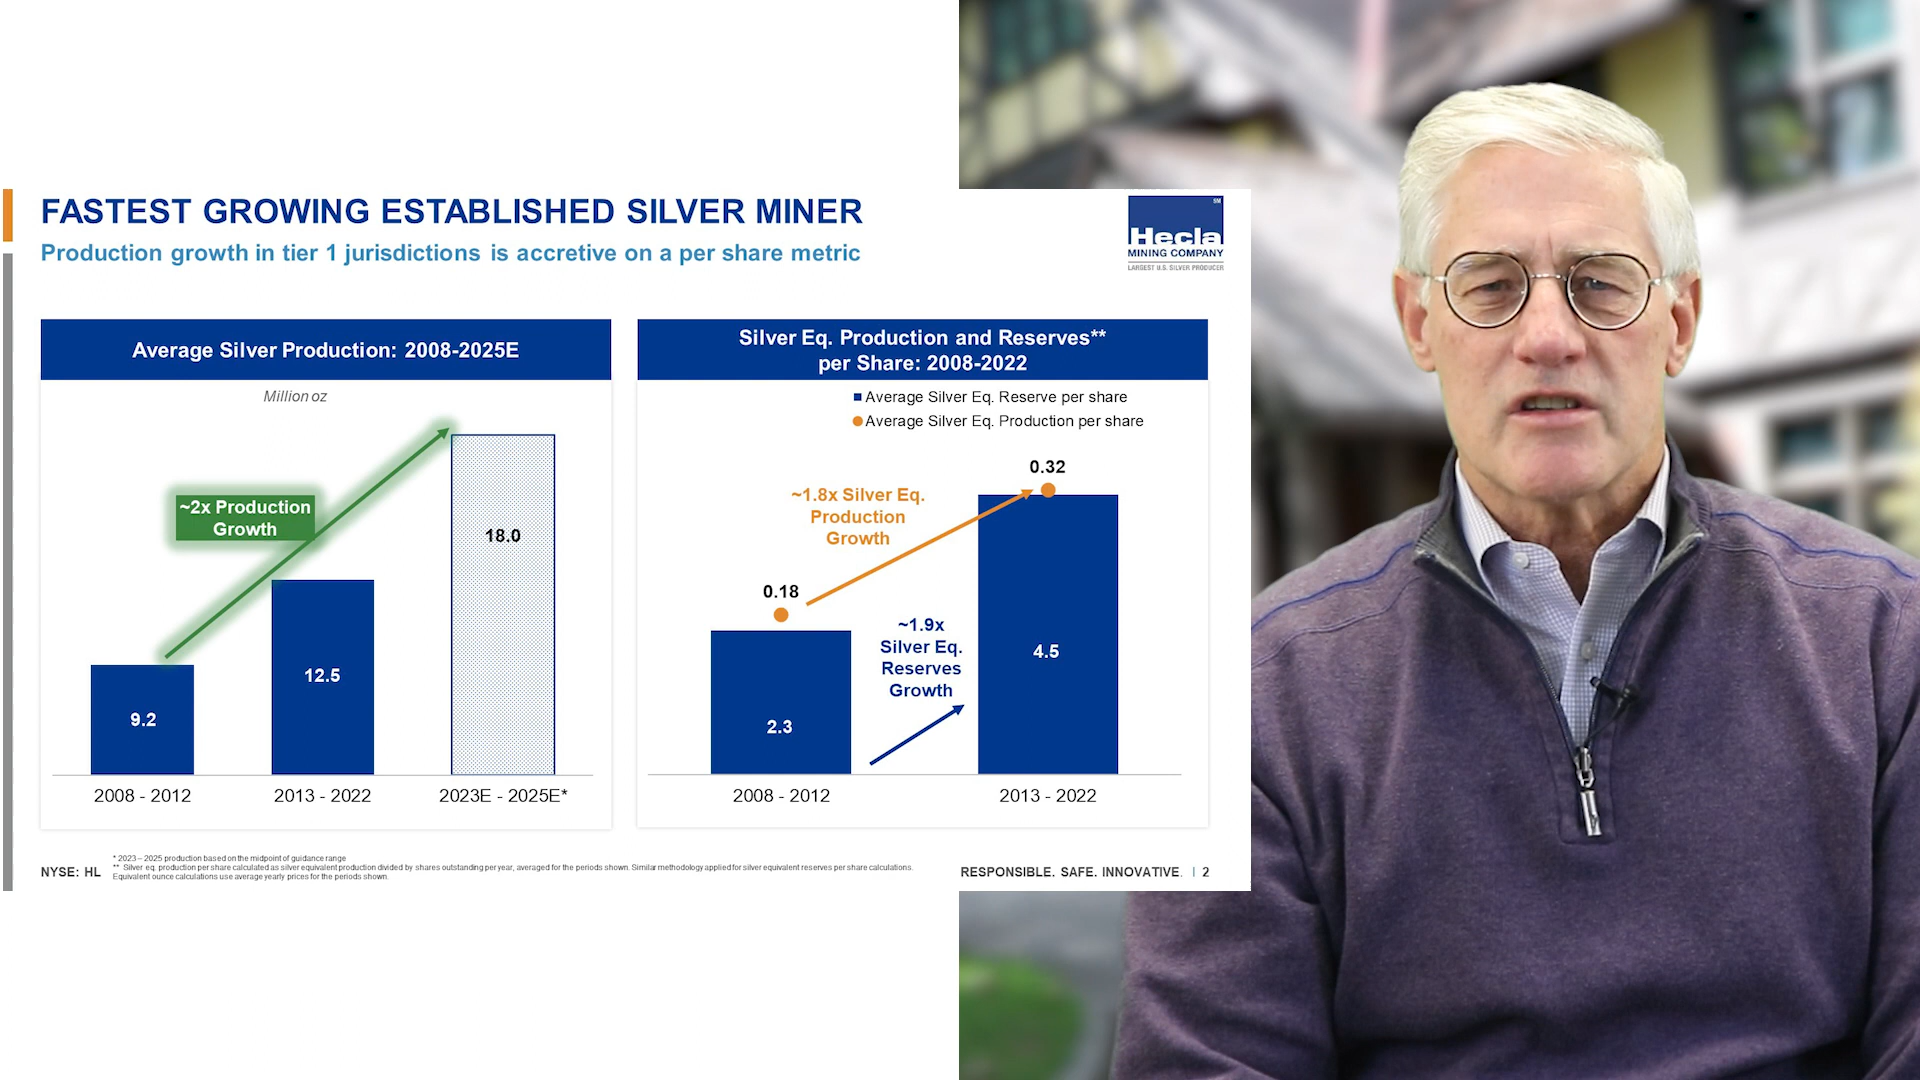 FASTEST GROWING ESTABLISHED SILVER MINER
Production growth in tier 1 jurisdictions is accretive on a per share metric
SM
Hecla
MINING COMPANY
LARGEST U.S. SILVER PRODUCER
Average Silver Production: 2008-2025E
Million oz
~2x Production
Growth
9.2
12.5
18.0
2008 - 2012
2013 - 2022
2023E - 2025E*
Silver Eq. Production and Reserves**
per Share: 2008-2022
Average Silver Eq. Reserve per share
Average Silver Eq. Production per share
0.32
~1.8x Silver Eq.
Production
Growth
0.18
~1.9x
Silver Eq.
Reserves
Growth
2.3
4.5
2008 - 2012
2013 - 2022
NYSE: HL
* 2023 – 2025 production based on the midpoint of guidance range
** Silver eq. production per share calculated as silver equivalent production divided by shares outstanding per year, averaged for the periods shown. Similar methodology applied for silver equivalent reserves per share calculations.
Equivalent ounce calculations use average yearly prices for the periods shown.
RESPONSIBLE. SAFE. INNOVATIVE. | 2